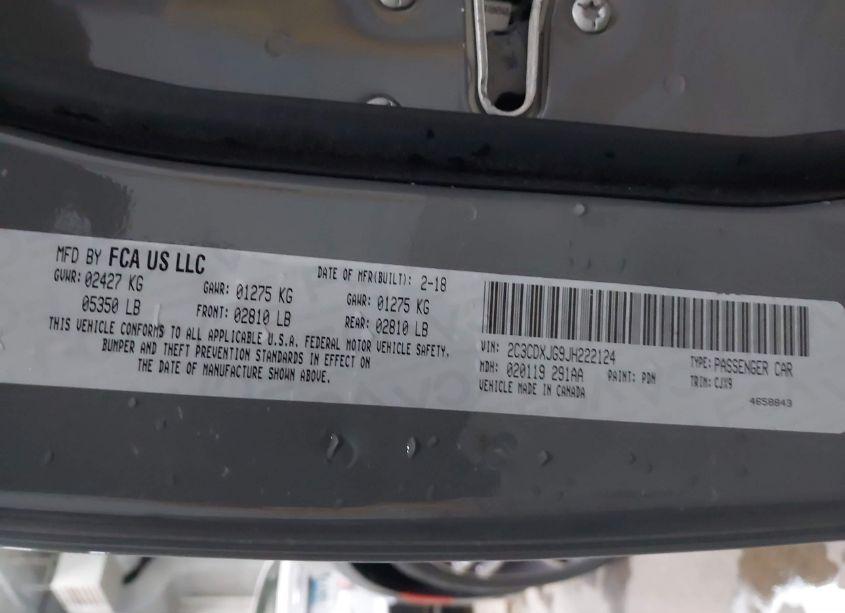 MFD BY FCA US LLC
DATE OF MFR(BUILT): 2-18
GVWR: 02427 KG
GAWR: 01275 KG
GAWR: 01275 KG
05350 LB
FRONT: 02810 LB
REAR: 02810 LB
THIS VEHICLE CONFORMS TO ALL APPLICABLE U.S.A. FEDERAL MOTOR VEHICLE SAFETY,
BUMPER AND THEFT PREVENTION STANDARDS IN EFFECT ON
THE DATE OF MANUFACTURE SHOWN ABOVE.
VIN: 2C3CDXJG9JH222124
TYPE: PASSENGER CAR
MDH: 020119 291AA
PAINT: PDN
TRIM: CJX9
VEHICLE MADE IN CANADA
4658843